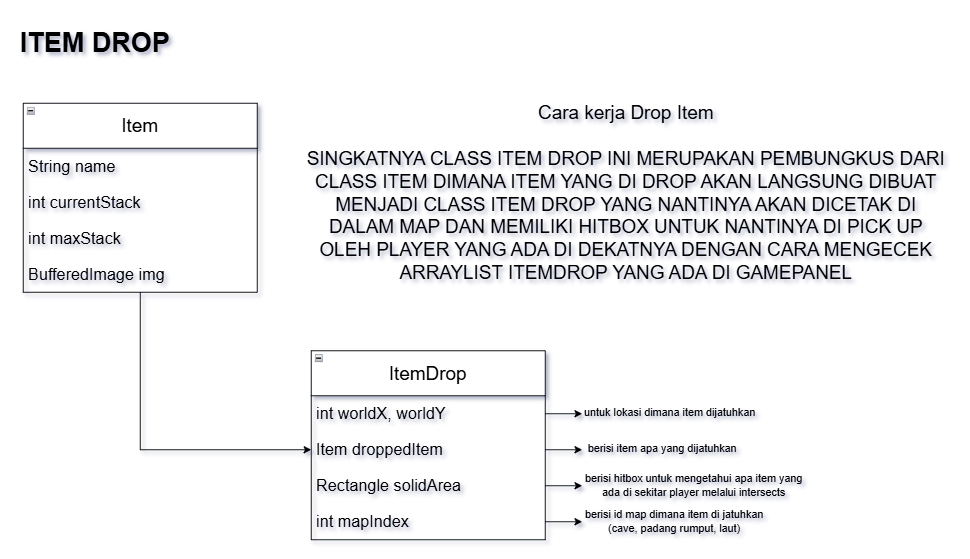 ITEM DROP
Item
String name
int currentStack
int maxStack
BufferedImage img
Cara kerja Drop Item
SINGKATNYA CLASS ITEM DROP INI MERUPAKAN PEMBUNGKUS DARI
CLASS ITEM DIMANA ITEM YANG DI DROP AKAN LANGSUNG DIBUAT
MENJADI CLASS ITEM DROP YANG NANTINYA AKAN DICETAK DI
DALAM MAP DAN MEMILIKI HITBOX UNTUK NANTINYA DI PICK UP
OLEH PLAYER YANG ADA DI DEKATNYA DENGAN CARA MENGECEK
ARRAYLIST ITEMDROP YANG ADA DI GAMEPANEL
ItemDrop
int worldX, worldY
untuk lokasi dimana item dijatuhkan
Item droppedItem
berisi item apa yang dijatuhkan
Rectangle solidArea
berisi hitbox untuk mengetahui apa item yang
ada di sekitar player melalui intersects
int mapIndex
berisi id map dimana item di jatuhkan
(cave, padang rumput, laut)